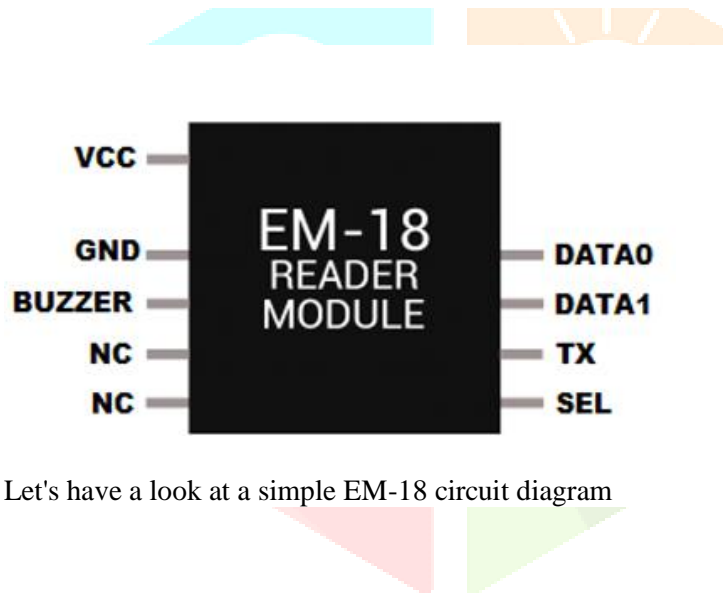 VCC
GND
BUZZER
NC
NC
EM-18
READER
MODULE
DATA0
DATA1
TX
SEL
Let's have a look at a simple EM-18 circuit diagram